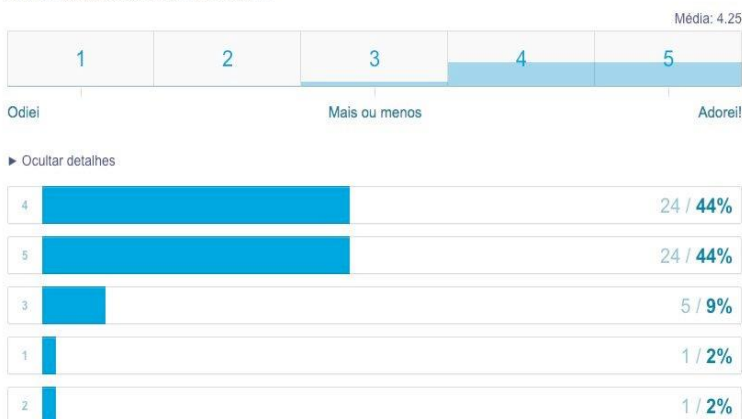 Média: 4.25
1 2 3 4 5
Odiei Mais ou menos Adorei!
► Ocultar detalhes
4 24 / 44%
5 24 / 44%
3 5 / 9%
1 1 / 2%
2 1 / 2%